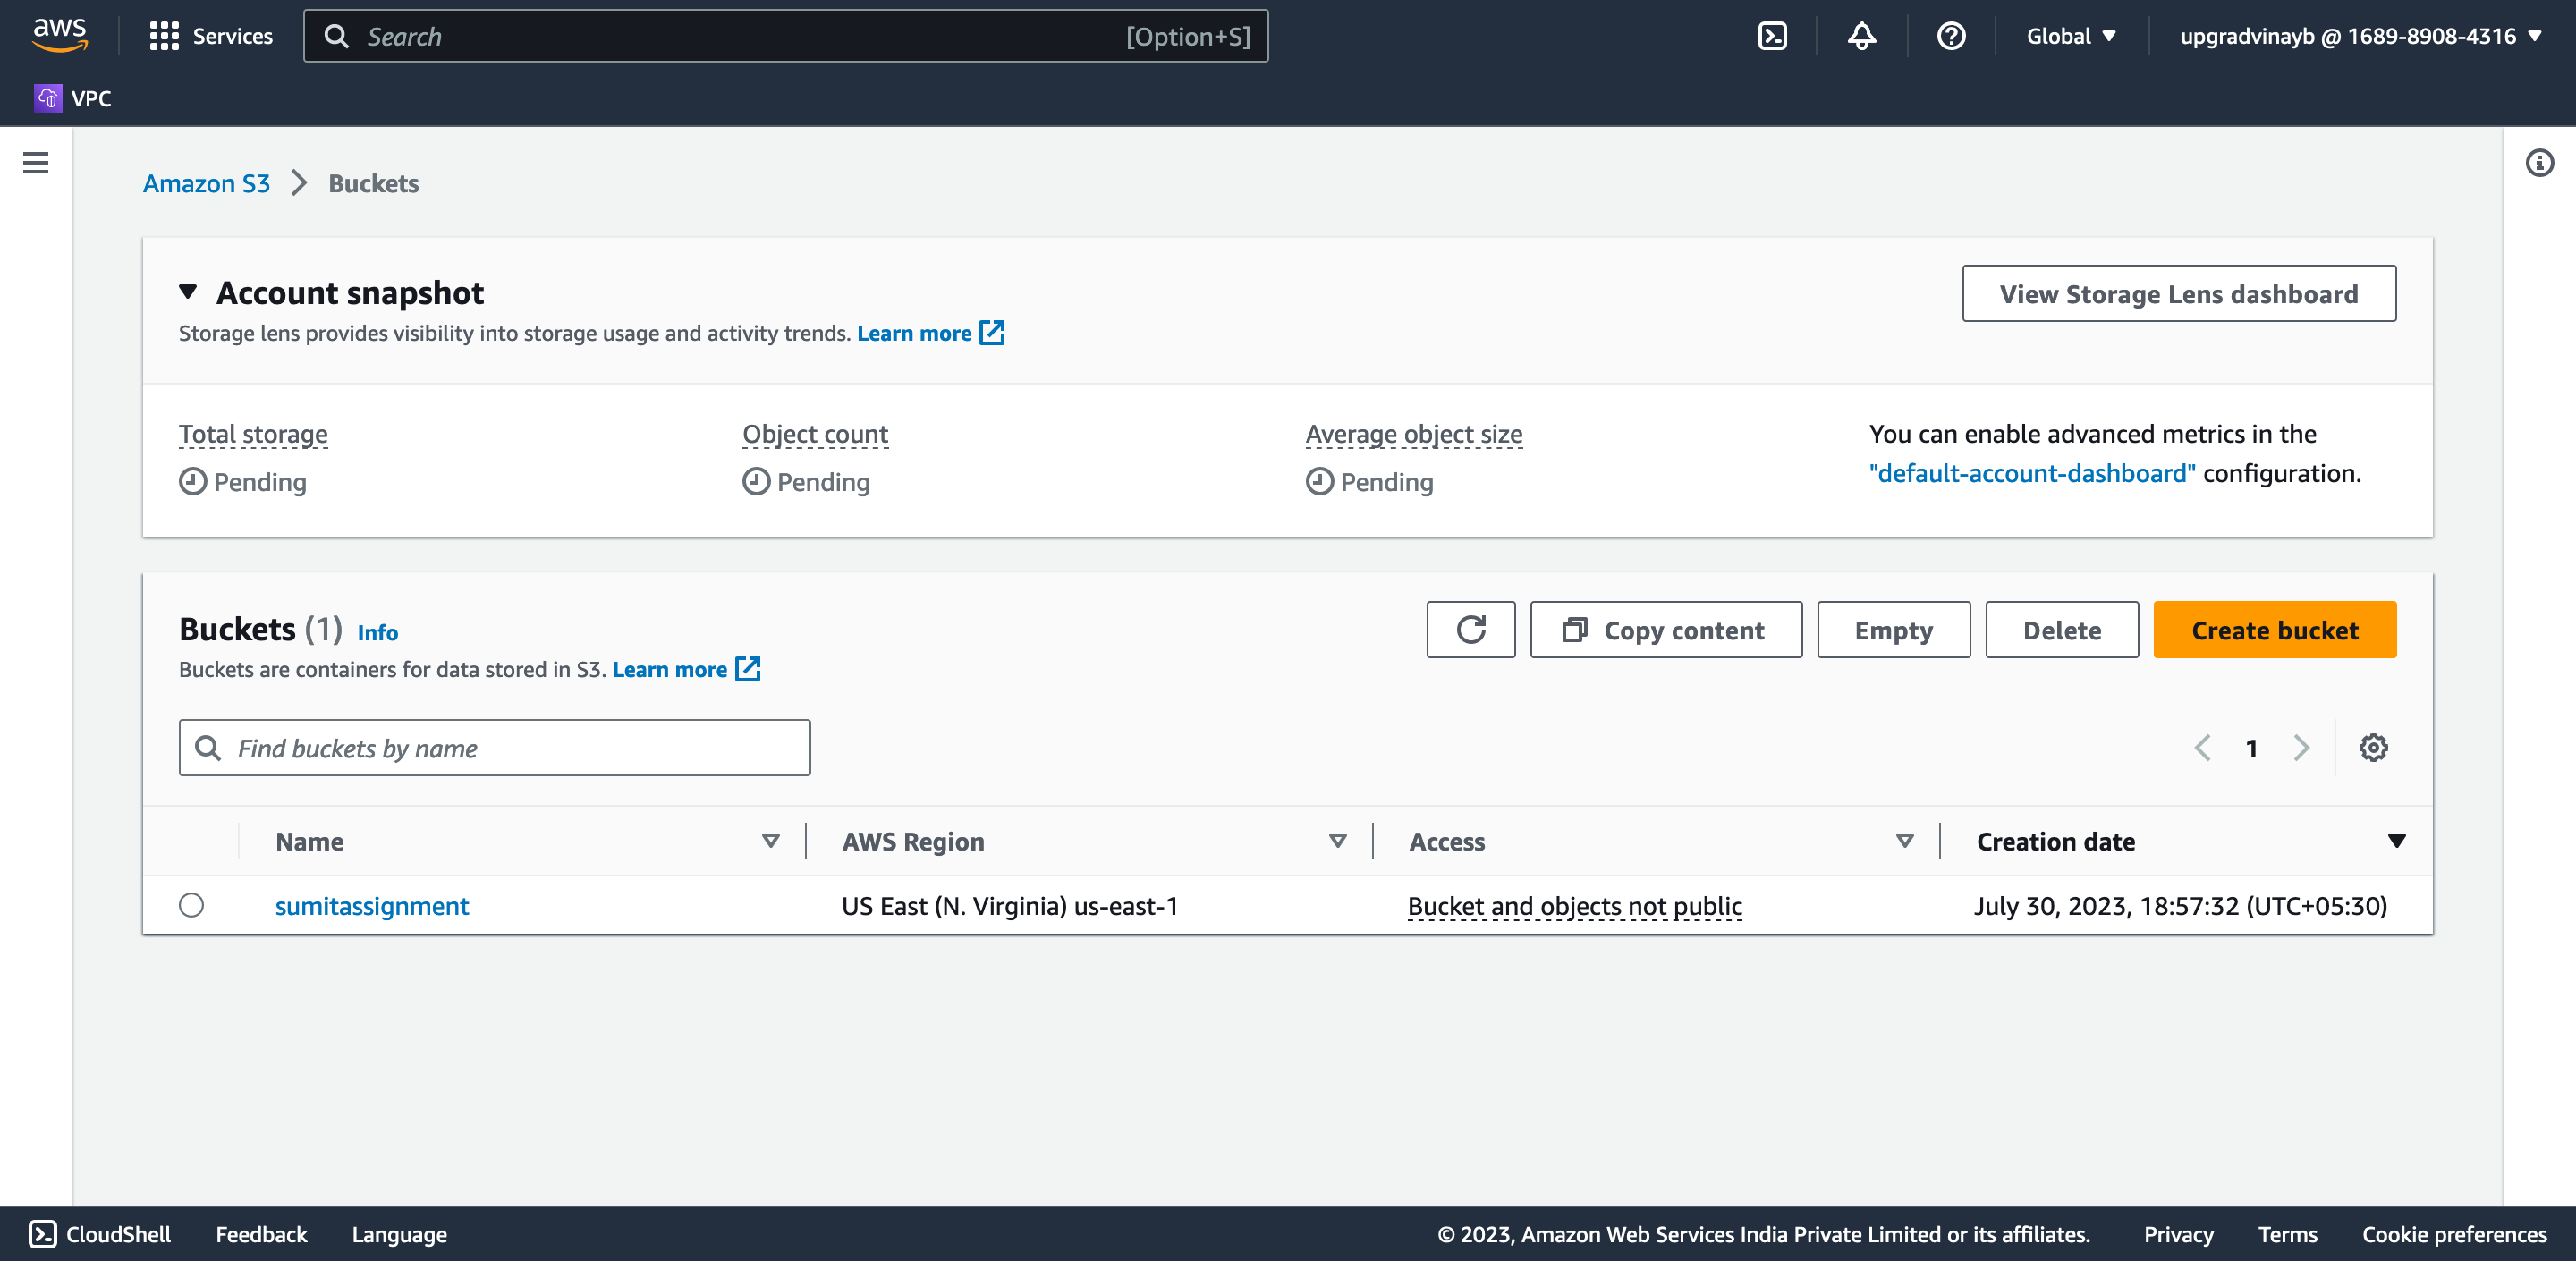 aws Services Search [Option+S] Global upgradvinayb @ 1689-8908-4316
VPC
Amazon S3 Buckets
Account snapshot
View Storage Lens dashboard
Storage lens provides visibility into storage usage and activity trends. Learn more
Total storage Object count Average object size You can enable advanced metrics in the
Pending Pending Pending "default-account-dashboard" configuration.
Buckets (1) Info
Copy content Empty Delete Create bucket
Buckets are containers for data stored in S3. Learn more
Find buckets by name 1
Name AWS Region Access Creation date
sumitassignment US East (N. Virginia) us-east-1 Bucket and objects not public July 30, 2023, 18:57:32 (UTC+05:30)
CloudShell Feedback Language © 2023, Amazon Web Services India Private Limited or its affiliates. Privacy Terms Cookie preferences